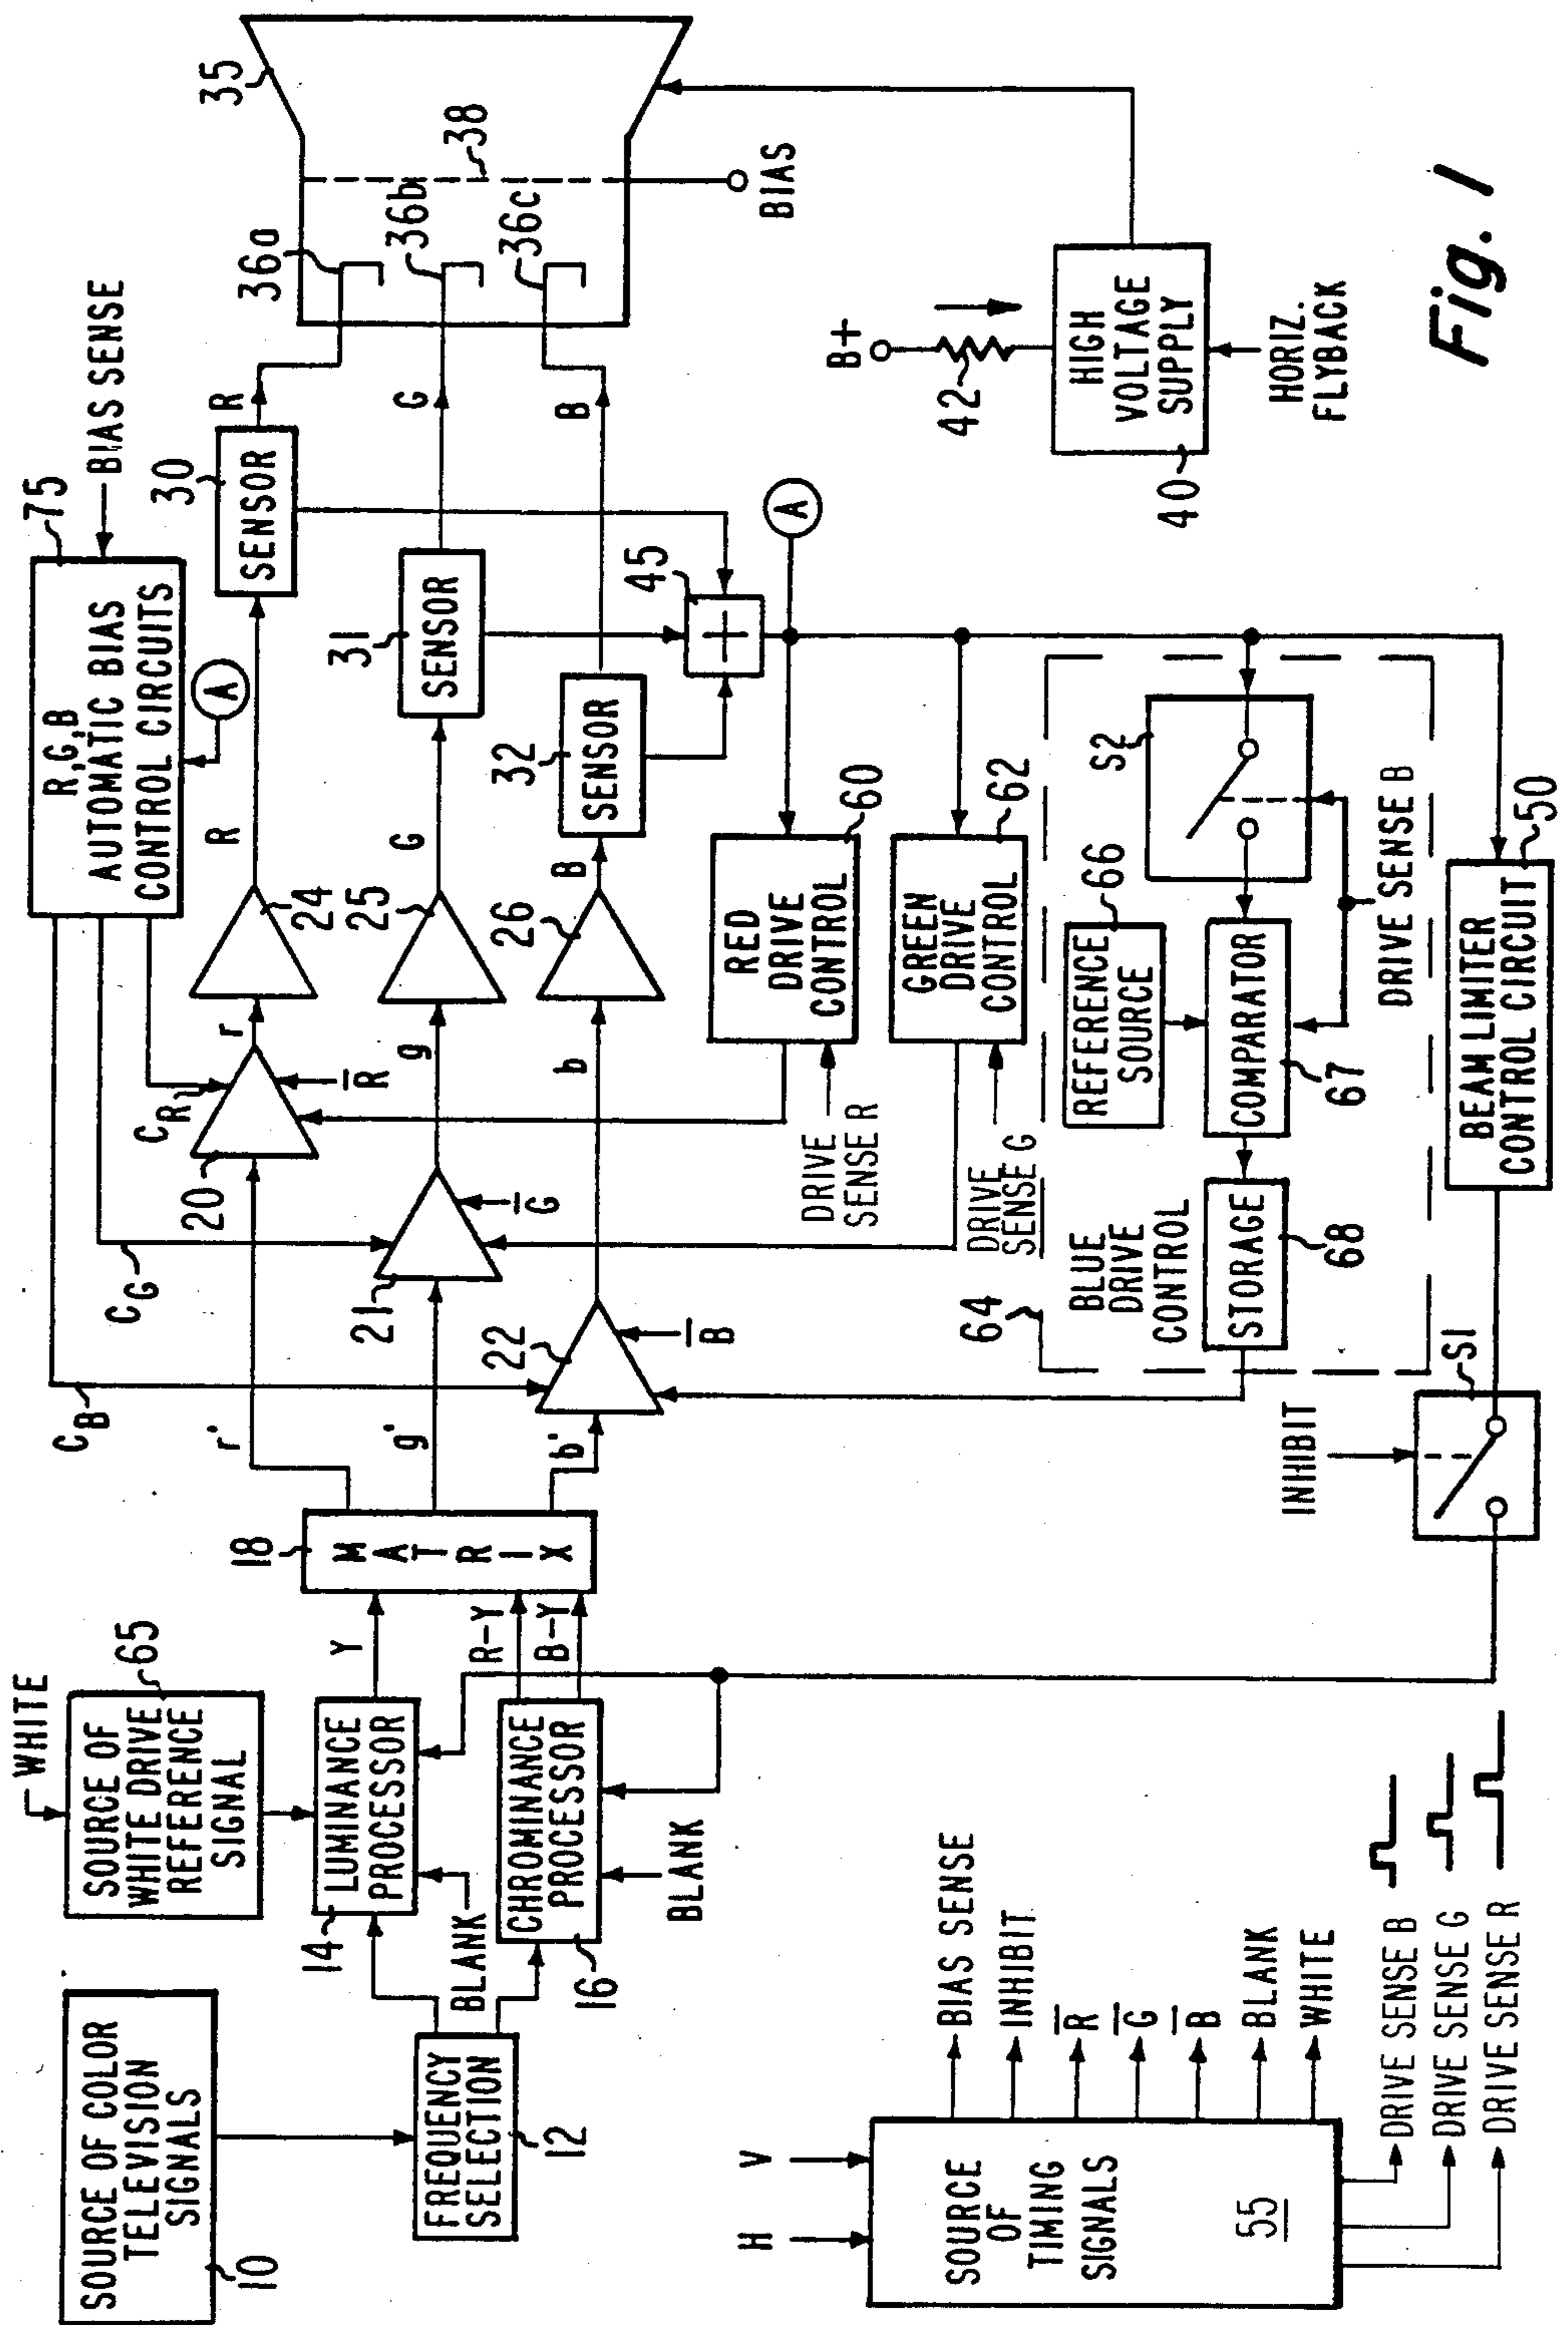 SOURCE OF COLOR
TELEVISION
SIGNALS
10
FREQUENCY
SELECTION
12
WHITE
SOURCE OF
WHITE DRIVE
REFERENCE
SIGNAL
65
LUMINANCE
PROCESSOR
14
BLANK
CHROMINANCE
PROCESSOR
16
BLANK
Y
R-Y
B-Y
MATRIX
18
r'
g'
b'
CB
CG
CR
20
21
22
R
G
B
r
g
b
24
25
26
R
G
B
R,G,B
AUTOMATIC BIAS
CONTROL CIRCUITS
75
BIAS SENSE
A
SENSOR
30
SENSOR
31
SENSOR
32
R
G
B
45
+
A
35
36a
36b
36c
38
BIAS
B+
42
HIGH
VOLTAGE
SUPPLY
40
HORIZ.
FLYBACK
RED
DRIVE
CONTROL
60
DRIVE
SENSE R
GREEN
DRIVE
CONTROL
62
DRIVE
SENSE G
64
BLUE
DRIVE
CONTROL
REFERENCE
SOURCE
66
S2
COMPARATOR
67
STORAGE
68
DRIVE SENSE B
BEAM LIMITER
CONTROL CIRCUIT
50
INHIBIT
S1
H
V
SOURCE
OF
TIMING
SIGNALS
55
BIAS SENSE
INHIBIT
R
G
B
BLANK
WHITE
DRIVE SENSE B
DRIVE SENSE G
DRIVE SENSE R
Fig. 1